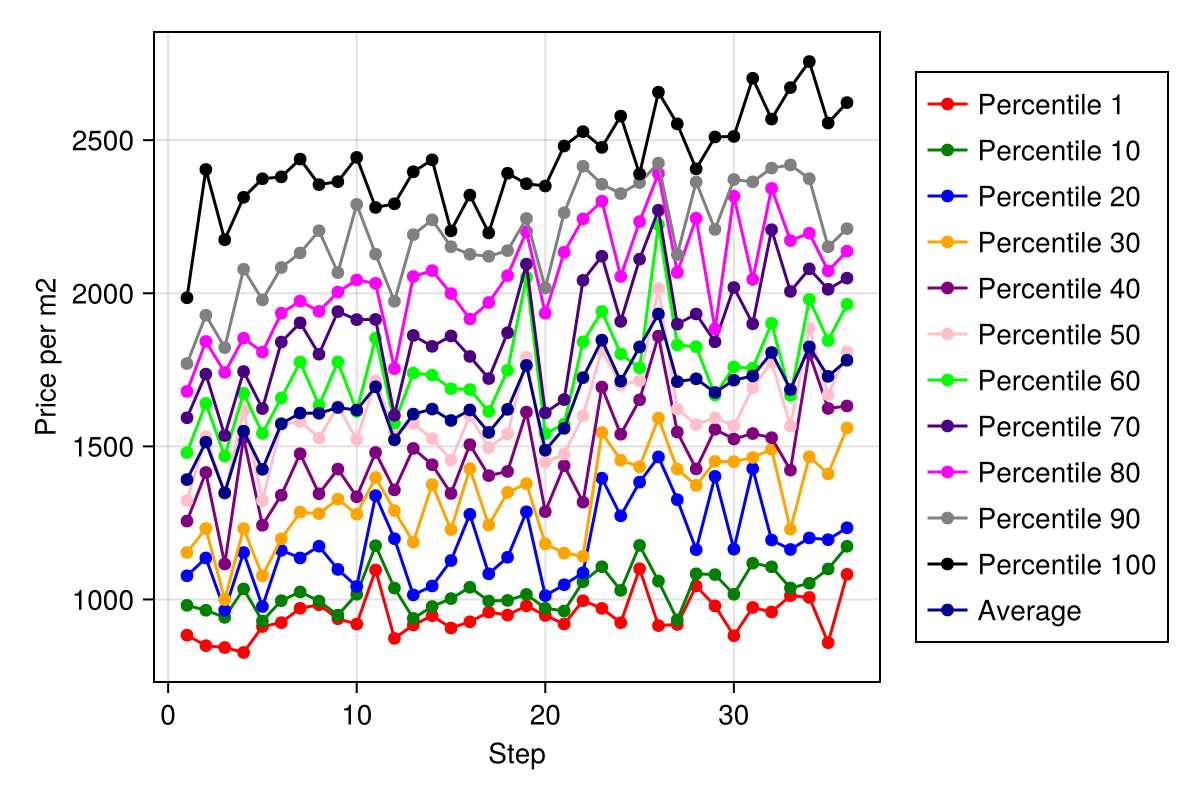 Price per m2
2500
2000
1500
1000
0
10
20
30
Step
Percentile 1
Percentile 10
Percentile 20
Percentile 30
Percentile 40
Percentile 50
Percentile 60
Percentile 70
Percentile 80
Percentile 90
Percentile 100
Average